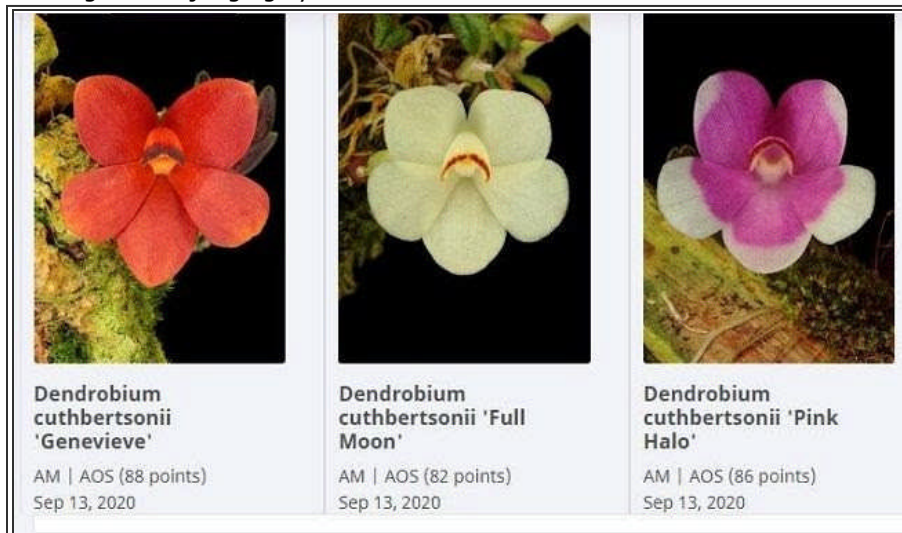 Dendrobium
cuthbertsonii
'Genevieve'
AM | AOS (88 points)
Sep 13, 2020
Dendrobium
cuthbertsonii 'Full
Moon'
AM | AOS (82 points)
Sep 13, 2020
Dendrobium
cuthbertsonii 'Pink
Halo'
AM | AOS (86 points)
Sep 13, 2020